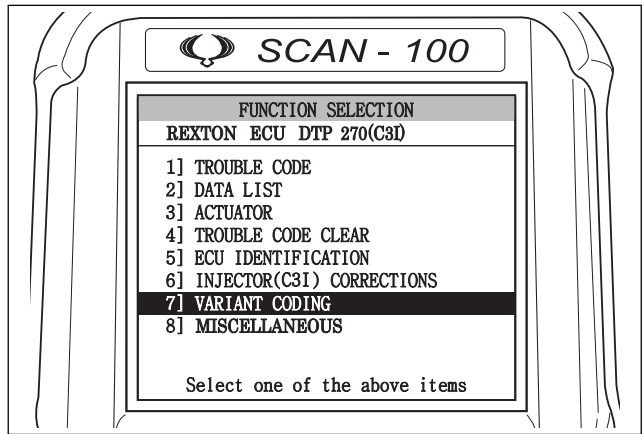 SCAN - 100
FUNCTION SELECTION
REXTON ECU DTP 270(C3I)
1] TROUBLE CODE
2] DATA LIST
3] ACTUATOR
4] TROUBLE CODE CLEAR
5] ECU IDENTIFICATION
6] INJECTOR(C3I) CORRECTIONS
7] VARIANT CODING
8] MISCELLANEOUS
Select one of the above items